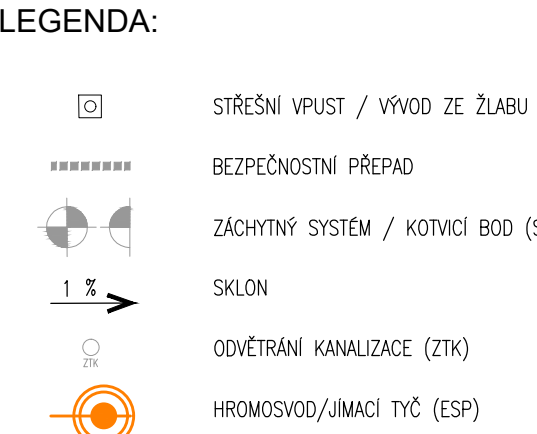 LEGENDA:
STŘEŠNÍ VPUST / VÝVOD ZE ŽLABU
BEZPEČNOSTNÍ PŘEPAD
ZÁCHYTNÝ SYSTÉM / KOTVICÍ BOD
1 % SKLON
ODVĚTRÁNÍ KANALIZACE (ZTK)
ZTK
HROMOSVOD/JÍMACÍ TYČ (ESP)